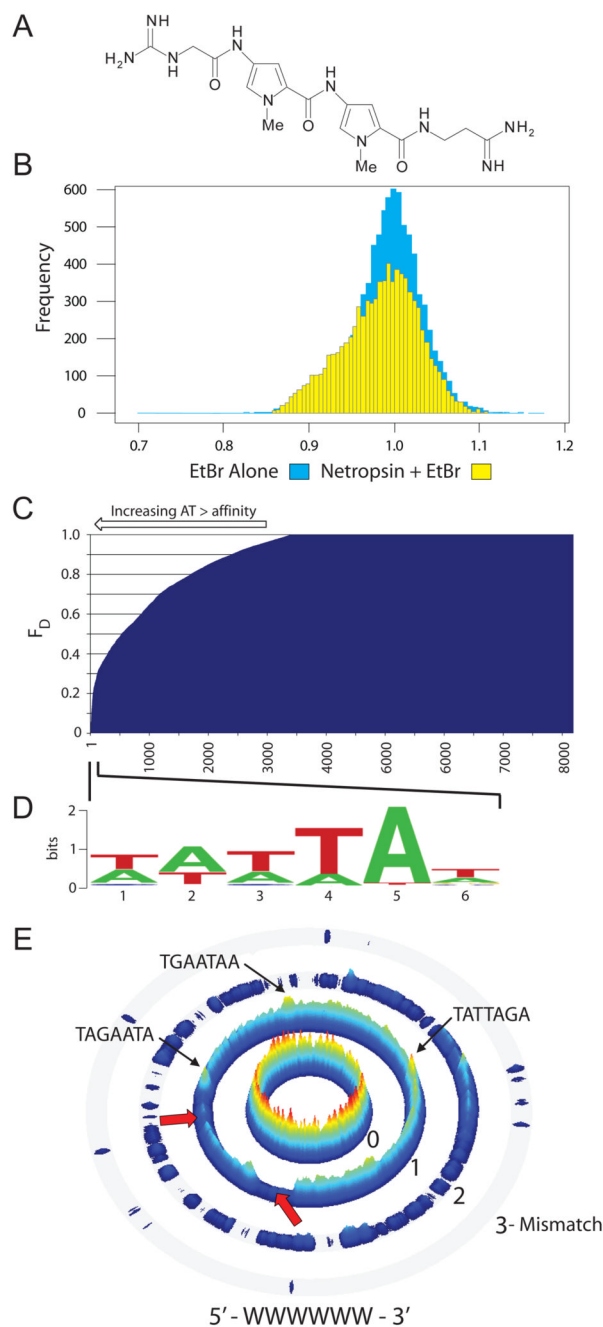 A
NH
H2N
N
H
O
H
N
N
Me
O
H
N
N
Me
O
H
N
NH2
NH
B
Frequency
600
500
400
300
200
100
0
0.7 0.8 0.9 1.0 1.1 1.2
EtBr Alone Netropsin + EtBr
C
Increasing AT > affinity
FD
1.0
0.8
0.6
0.4
0.2
0
1 1000 2000 3000 4000 5000 6000 7000 8000
D
bits
2
1
0
T A T T A T
A T A A T A
1 2 3 4 5 6
E
TGAATAA
TAGAATA
TATTAGA
0
1
2
3- Mismatch
5' - WWWWWW - 3'